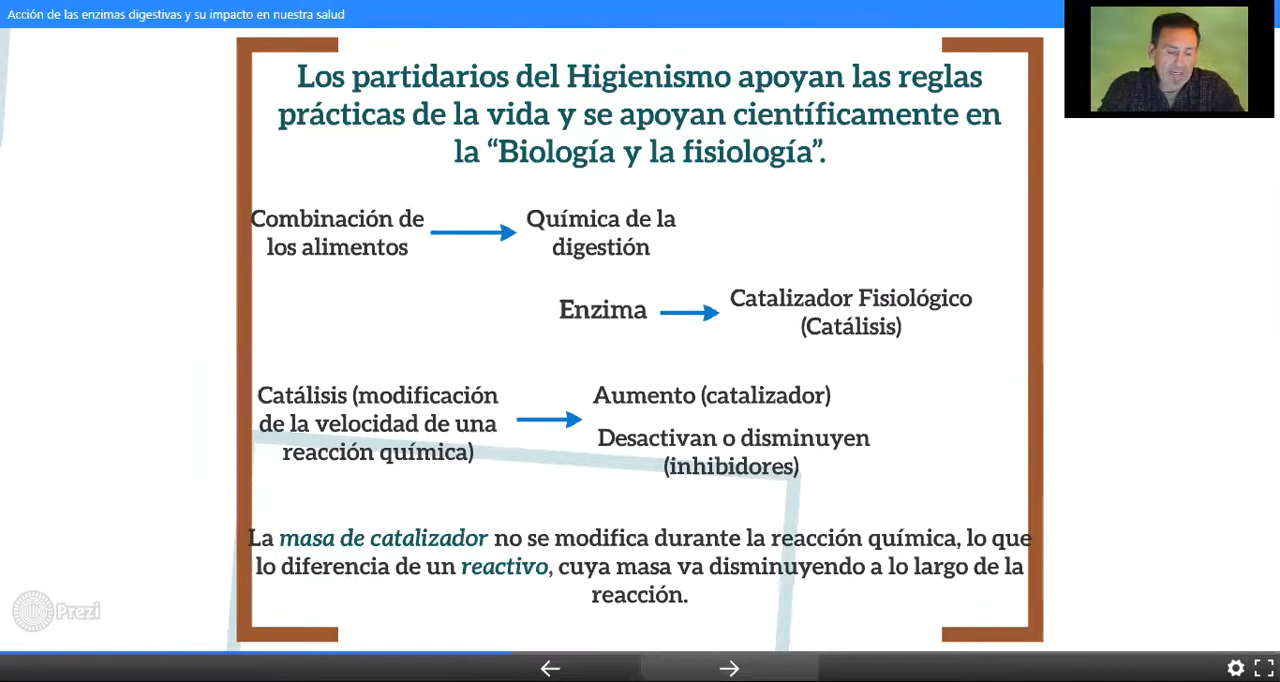 Acción de las enzimas digestivas y su impacto en nuestra salud
Los partidarios del Higienismo apoyan las reglas
prácticas de la vida y se apoyan científicamente en
la “Biología y la fisiología”.
Combinación de
los alimentos
Química de la
digestión
Enzima
Catalizador Fisiológico
(Catálisis)
Catálisis (modificación
de la velocidad de una
reacción química)
Aumento (catalizador)
Desactivan o disminuyen
(inhibidores)
La masa de catalizador no se modifica durante la reacción química, lo que
lo diferencia de un reactivo, cuya masa va disminuyendo a lo largo de la
reacción.
Prezi